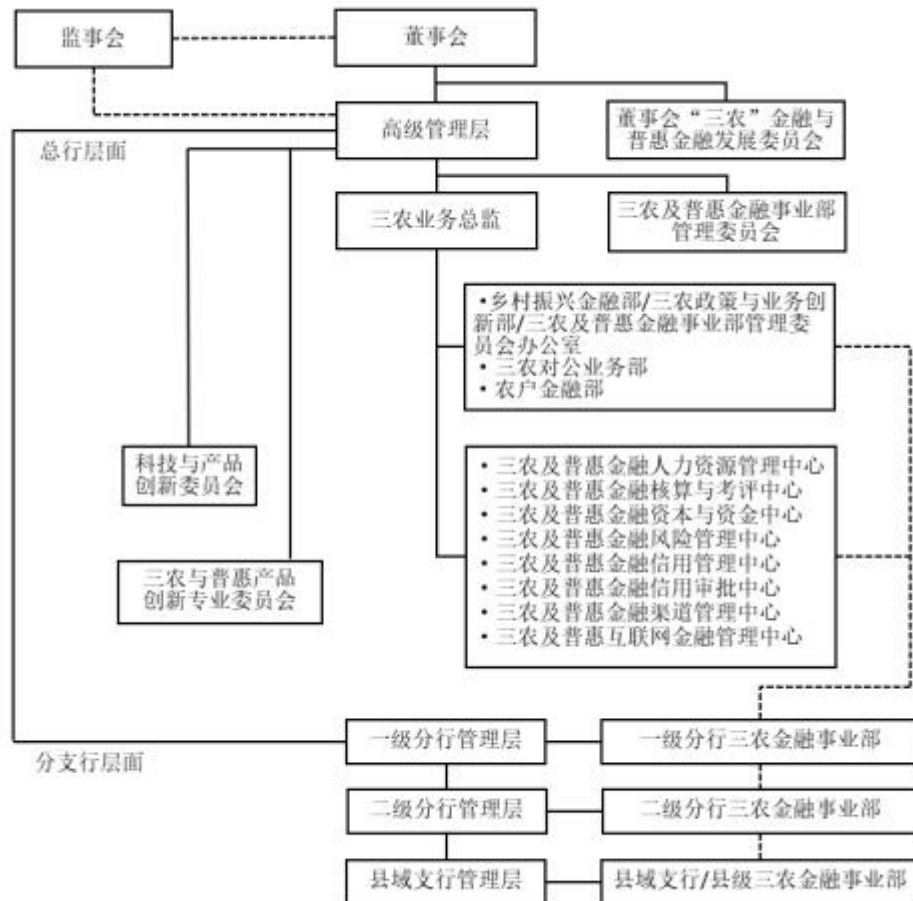 监事会
董事会
高级管理层
董事会“三农”金融与
普惠金融发展委员会
总行层面
三农业务总监
三农及普惠金融事业部
管理委员会
•乡村振兴金融部/三农政策与业务创
新部/三农及普惠金融事业部管理委
员会办公室
• 三农对公业务部
• 农户金融部
科技与产品
创新委员会
• 三农及普惠金融人力资源管理中心
• 三农及普惠金融核算与考评中心
• 三农及普惠金融资本与资金中心
• 三农及普惠金融风险管理中心
• 三农及普惠金融信用管理中心
• 三农及普惠金融信用审批中心
• 三农及普惠金融渠道管理中心
• 三农及普惠互联网金融管理中心
三农与普惠产品
创新专业委员会
一级分行管理层
一级分行三农金融事业部
分支行层面
二级分行管理层
二级分行三农金融事业部
县域支行管理层
县域支行/县级三农金融事业部